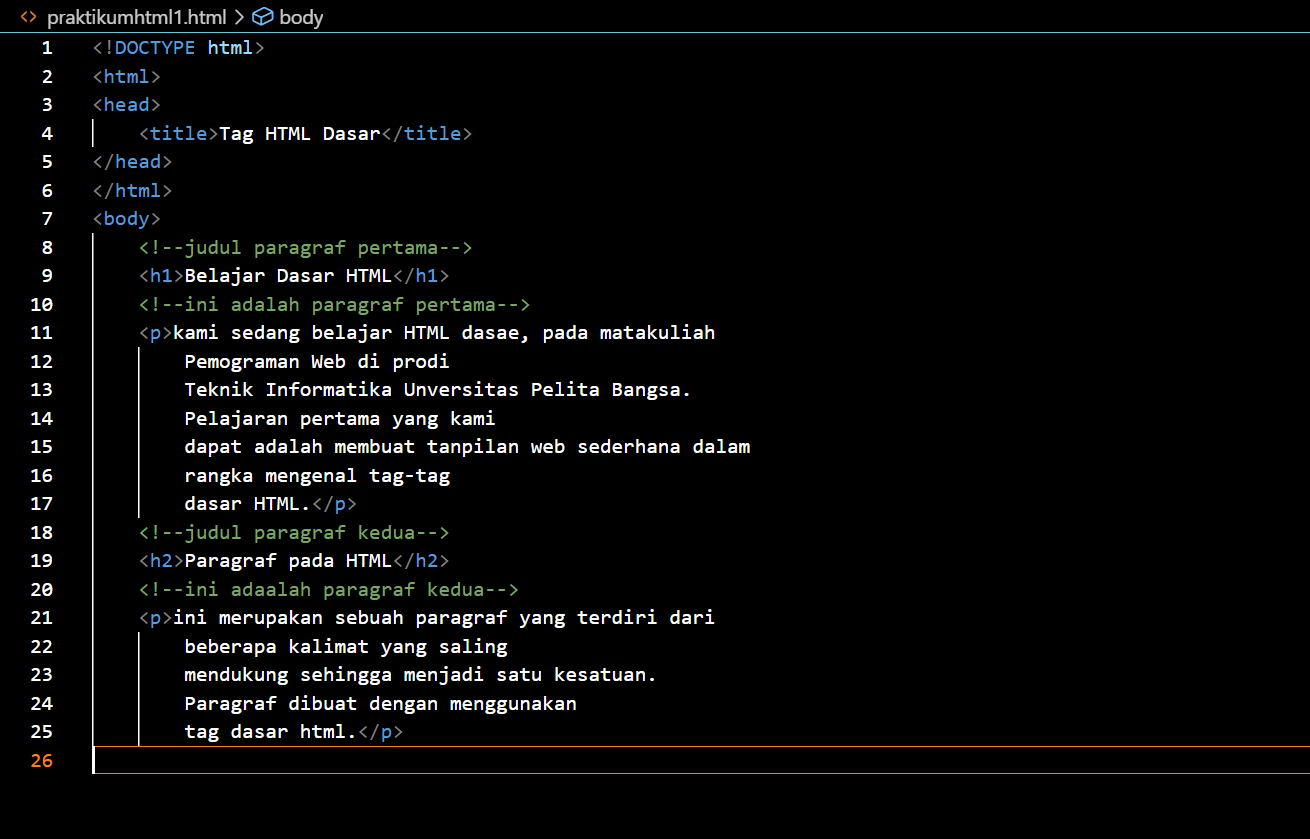 praktikumhtml1.html > body
1 <!DOCTYPE html>
2 <html>
3 <head>
4     <title>Tag HTML Dasar</title>
5 </head>
6 </html>
7 <body>
8     <!--judul paragraf pertama-->
9     <h1>Belajar Dasar HTML</h1>
10     <!--ini adalah paragraf pertama-->
11     <p>kami sedang belajar HTML dasae, pada matakuliah
12         Pemograman Web di prodi
13         Teknik Informatika Unversitas Pelita Bangsa.
14         Pelajaran pertama yang kami
15         dapat adalah membuat tanpilan web sederhana dalam
16         rangka mengenal tag-tag
17         dasar HTML.</p>
18     <!--judul paragraf kedua-->
19     <h2>Paragraf pada HTML</h2>
20     <!--ini adaalah paragraf kedua-->
21     <p>ini merupakan sebuah paragraf yang terdiri dari
22         beberapa kalimat yang saling
23         mendukung sehingga menjadi satu kesatuan.
24         Paragraf dibuat dengan menggunakan
25         tag dasar html.</p>
26